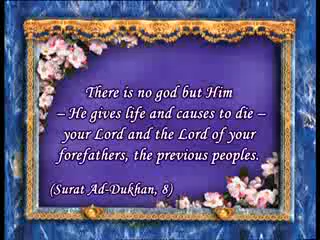 There is no god but Him
– He gives life and causes to die –
your Lord and the Lord of your
forefathers, the previous peoples.
(Surat Ad-Dukhan, 8)